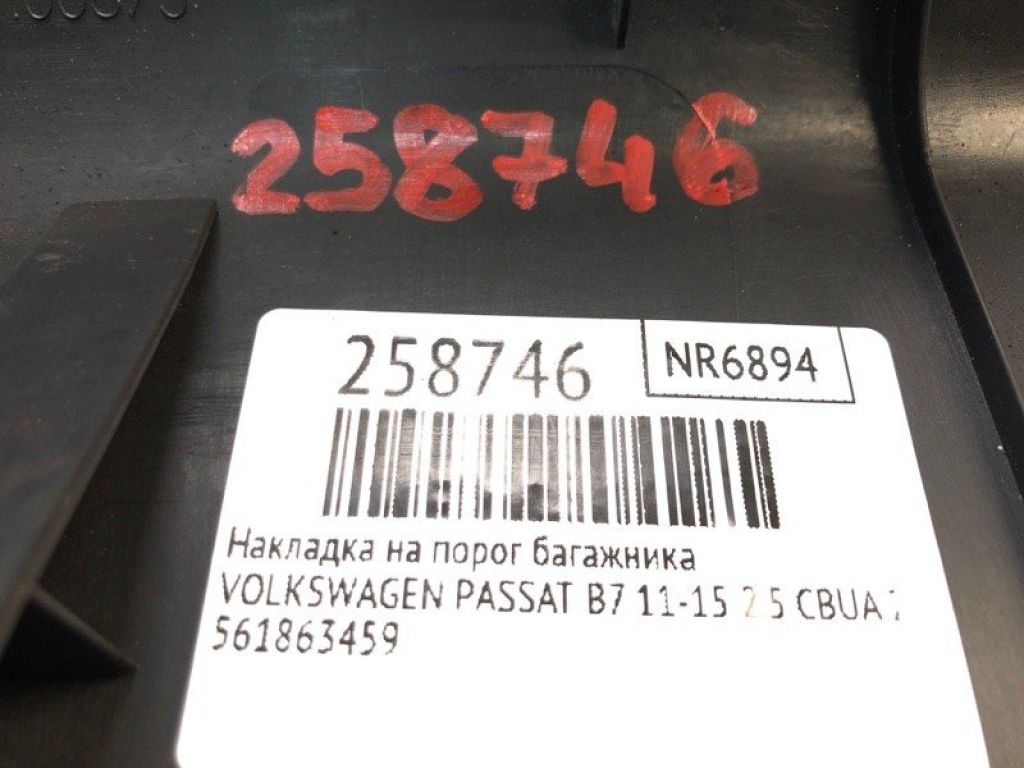 258746
258746
NR6894
Накладка на порог багажника
VOLKSWAGEN PASSAT B7 11-15 2.5 CBUA
561863459